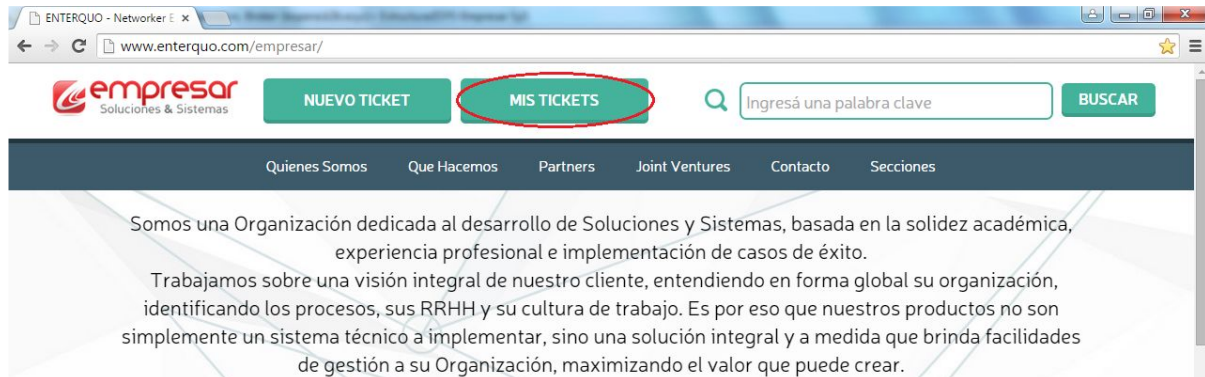 ENTERQUO - Networker E
www.enterquo.com/empresar/
empresar
Soluciones & Sistemas
NUEVO TICKET
MIS TICKETS
Ingresá una palabra clave
BUSCAR
Quienes Somos
Que Hacemos
Partners
Joint Ventures
Contacto
Secciones
Somos una Organización dedicada al desarrollo de Soluciones y Sistemas, basada en la solidez académica,
experiencia profesional e implementación de casos de éxito.
Trabajamos sobre una visión integral de nuestro cliente, entendiendo en forma global su organización,
identificando los procesos, sus RRHH y su cultura de trabajo. Es por eso que nuestros productos no son
simplemente un sistema técnico a implementar, sino una solución integral y a medida que brinda facilidades
de gestión a su Organización, maximizando el valor que puede crear.